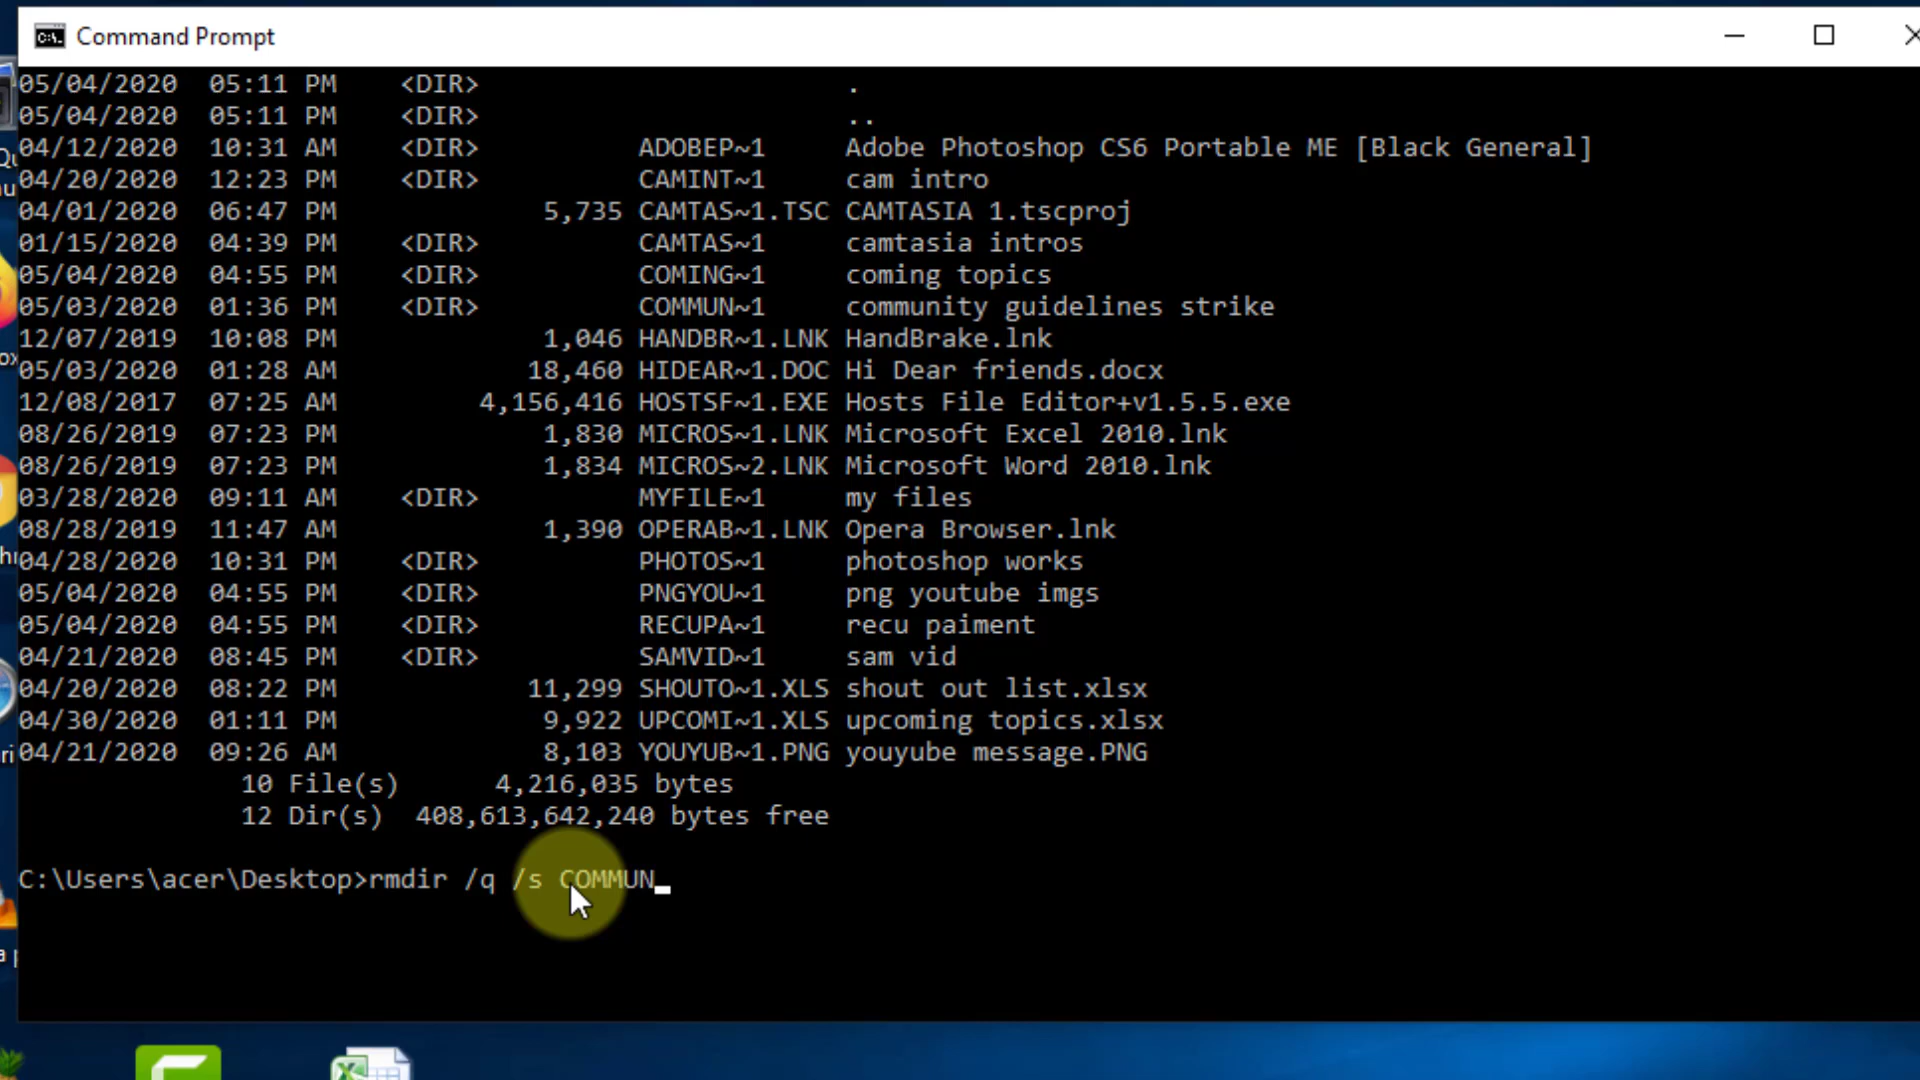 Command Prompt
05/04/2020 05:11 PM <DIR> .
05/04/2020 05:11 PM <DIR> ..
04/12/2020 10:31 AM <DIR> ADOBEP~1 Adobe Photoshop CS6 Portable ME [Black General]
04/20/2020 12:23 PM <DIR> CAMINT~1 cam intro
04/01/2020 06:47 PM 5,735 CAMTAS~1.TSC CAMTASIA 1.tscproj
01/15/2020 04:39 PM <DIR> CAMTAS~1 camtasia intros
05/04/2020 04:55 PM <DIR> COMING~1 coming topics
05/03/2020 01:36 PM <DIR> COMMUN~1 community guidelines strike
12/07/2019 10:08 PM 1,046 HANDBR~1.LNK HandBrake.lnk
05/03/2020 01:28 AM 18,460 HIDEAR~1.DOC Hi Dear friends.docx
12/08/2017 07:25 AM 4,156,416 HOSTSF~1.EXE Hosts File Editor+v1.5.5.exe
08/26/2019 07:23 PM 1,830 MICROS~1.LNK Microsoft Excel 2010.lnk
08/26/2019 07:23 PM 1,834 MICROS~2.LNK Microsoft Word 2010.lnk
03/28/2020 09:11 AM <DIR> MYFILE~1 my files
08/28/2019 11:47 AM 1,390 OPERAB~1.LNK Opera Browser.lnk
04/28/2020 10:31 PM <DIR> PHOTOS~1 photoshop works
05/04/2020 04:55 PM <DIR> PNGYOU~1 png youtube imgs
05/04/2020 04:55 PM <DIR> RECUPA~1 recu paiment
04/21/2020 08:45 PM <DIR> SAMVID~1 sam vid
04/20/2020 08:22 PM 11,299 SHOUTO~1.XLS shout out list.xlsx
04/30/2020 01:11 PM 9,922 UPCOMI~1.XLS upcoming topics.xlsx
04/21/2020 09:26 AM 8,103 YOUYUB~1.PNG youyube message.PNG
10 File(s) 4,216,035 bytes
12 Dir(s) 408,613,642,240 bytes free
C:\Users\acer\Desktop>rmdir /q /s COMMUN_